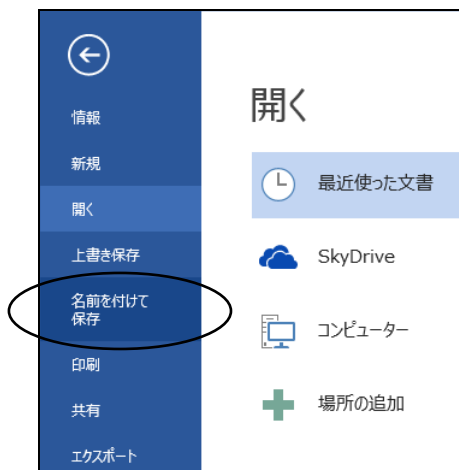 情報
新規
開く
上書き保存
名前を付けて
保存
印刷
共有
エクスポート
開く
最近使った文書
SkyDrive
コンピューター
場所の追加